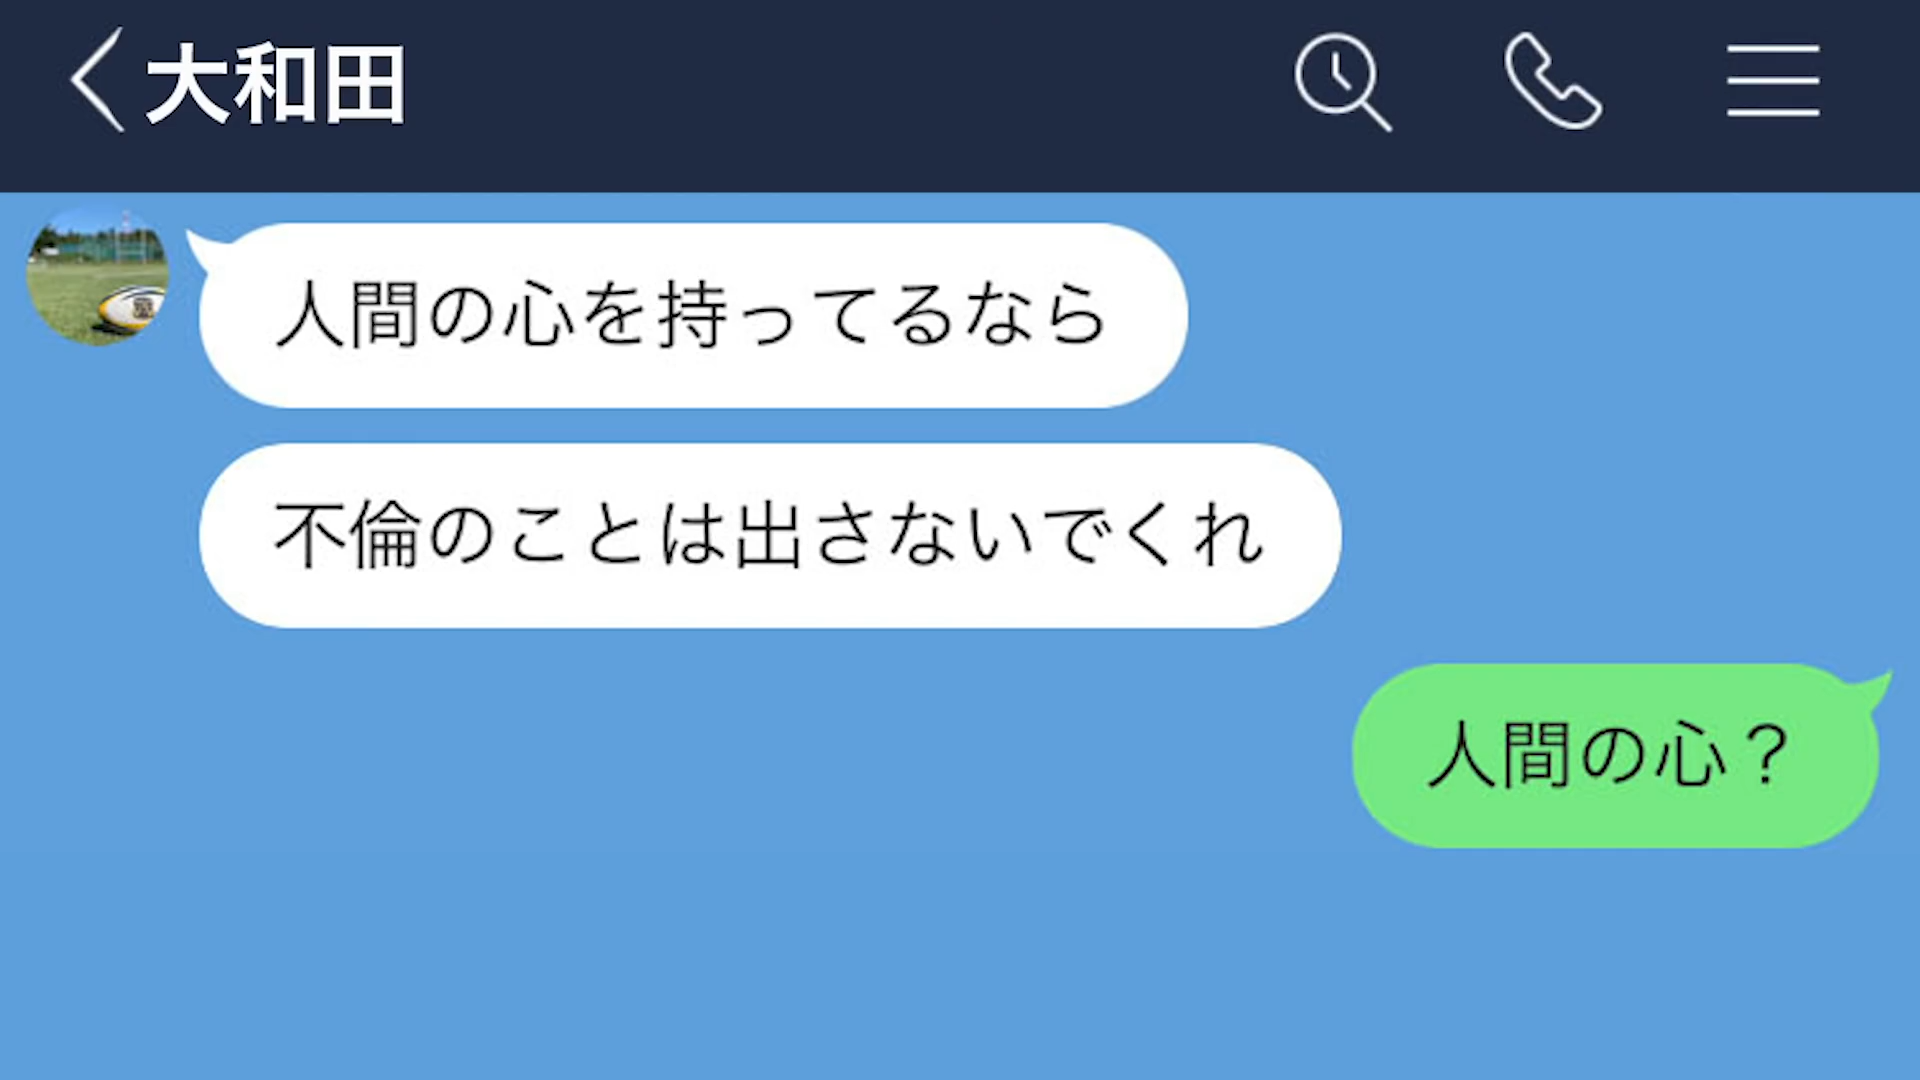 大和田
人間の心を持ってるなら
不倫のことは出さないでくれ
人間の心？